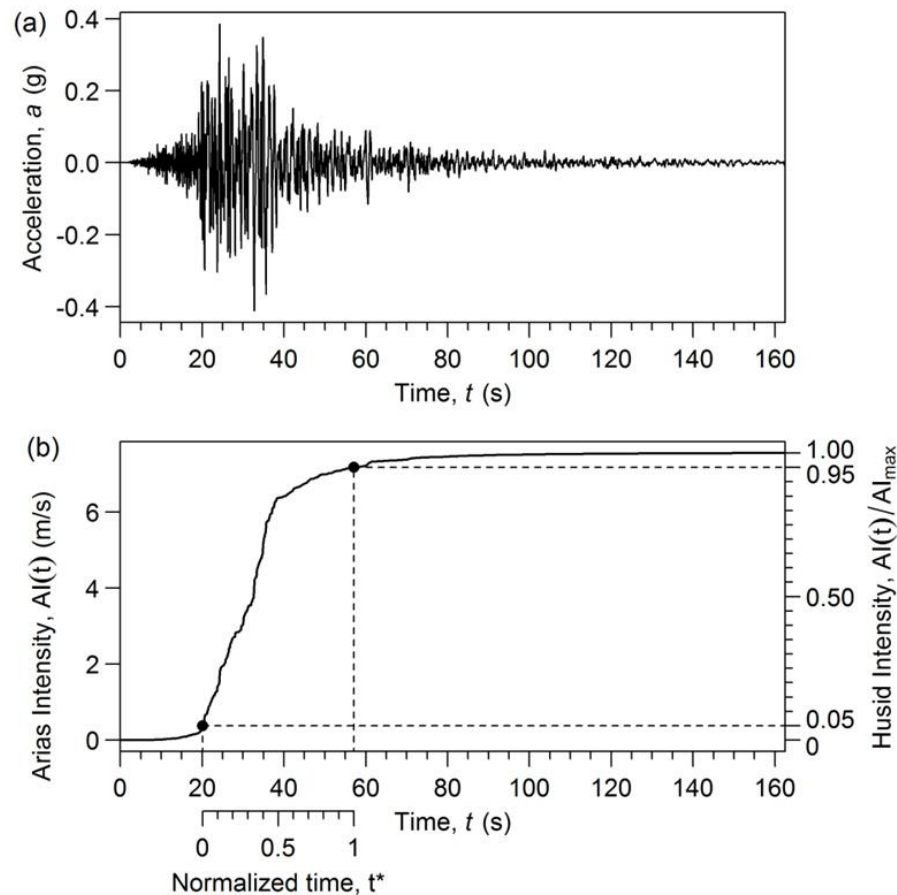 (a)
Acceleration, a (g)
0.4
0.2
0.0
-0.2
-0.4
0 20 40 60 80 100 120 140 160
Time, t (s)
(b)
Arias Intensity, AI(t) (m/s)
6
4
2
0
1.00
0.95
0.50
0.05
0
Husid Intensity, AI(t)/AImax
0 20 40 60 80 100 120 140 160
Time, t (s)
0 0.5 1
Normalized time, t*